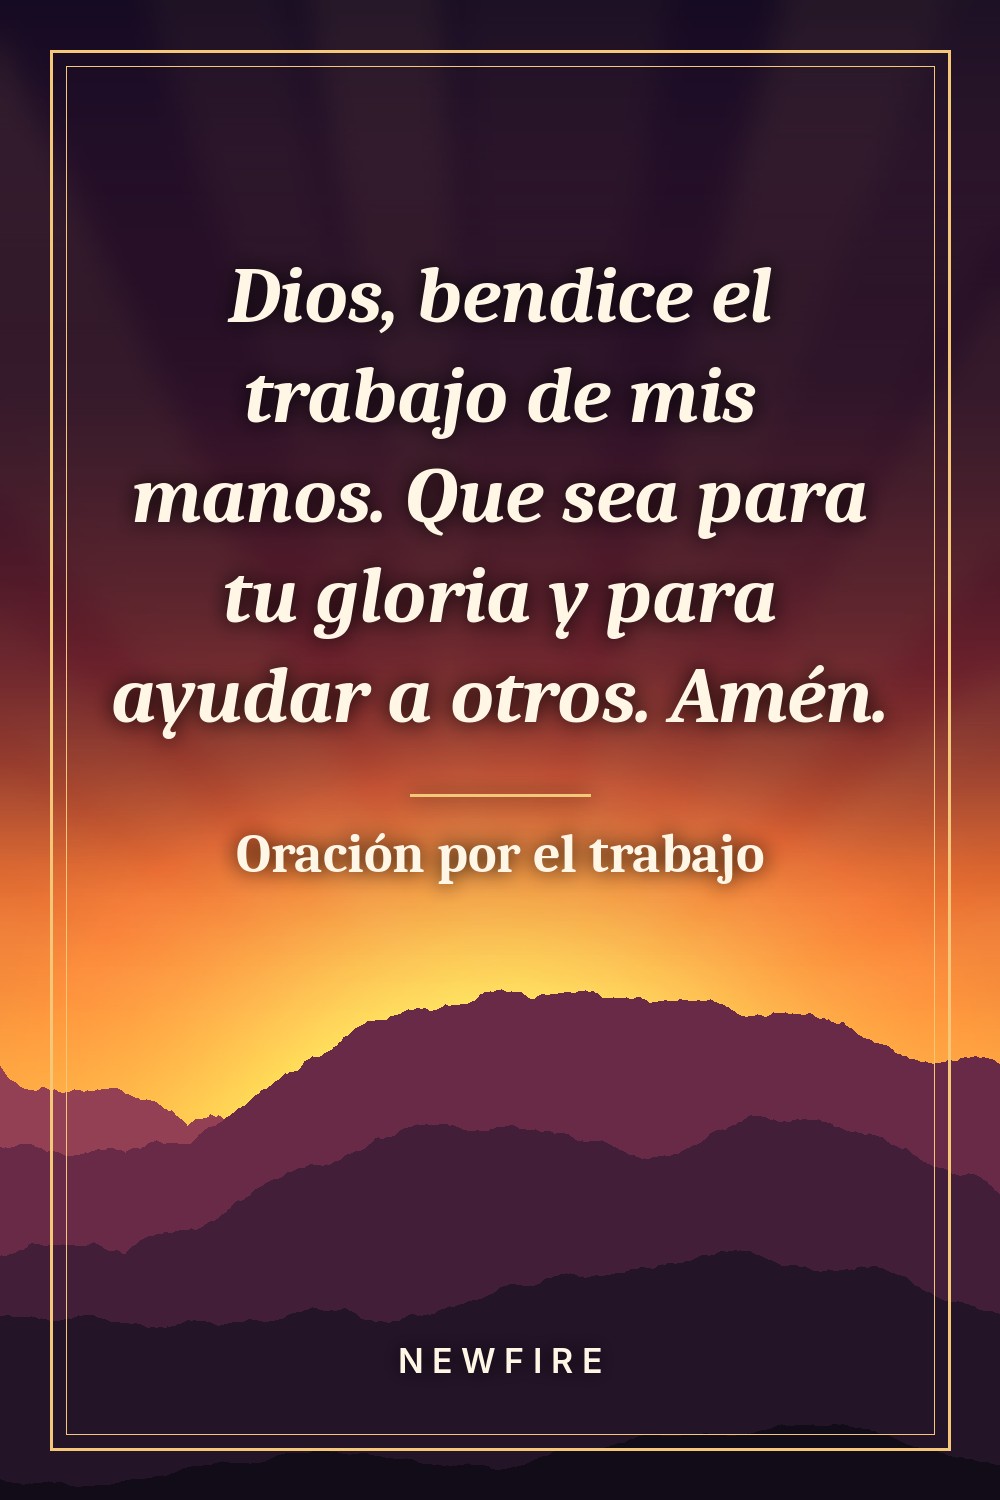 Dios, bendice el
trabajo de mis
manos. Que sea para
tu gloria y para
ayudar a otros. Amén.
Oración por el trabajo
NEWFIRE